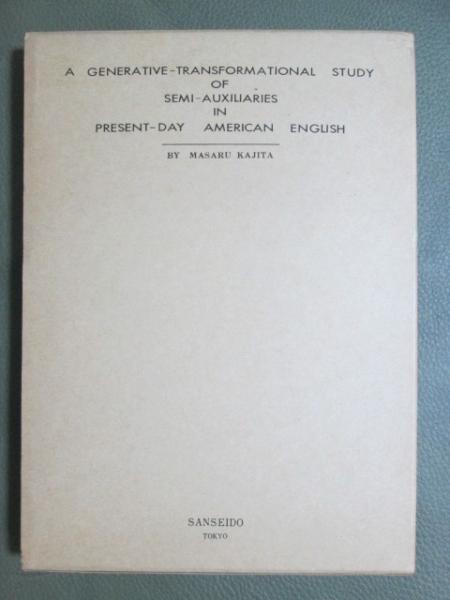 A GENERATIVE-TRANSFORMATIONAL STUDY
OF
SEMI-AUXILIARIES
IN
PRESENT-DAY AMERICAN ENGLISH
BY MASARU KAJITA
SANSEIDO
TOKYO